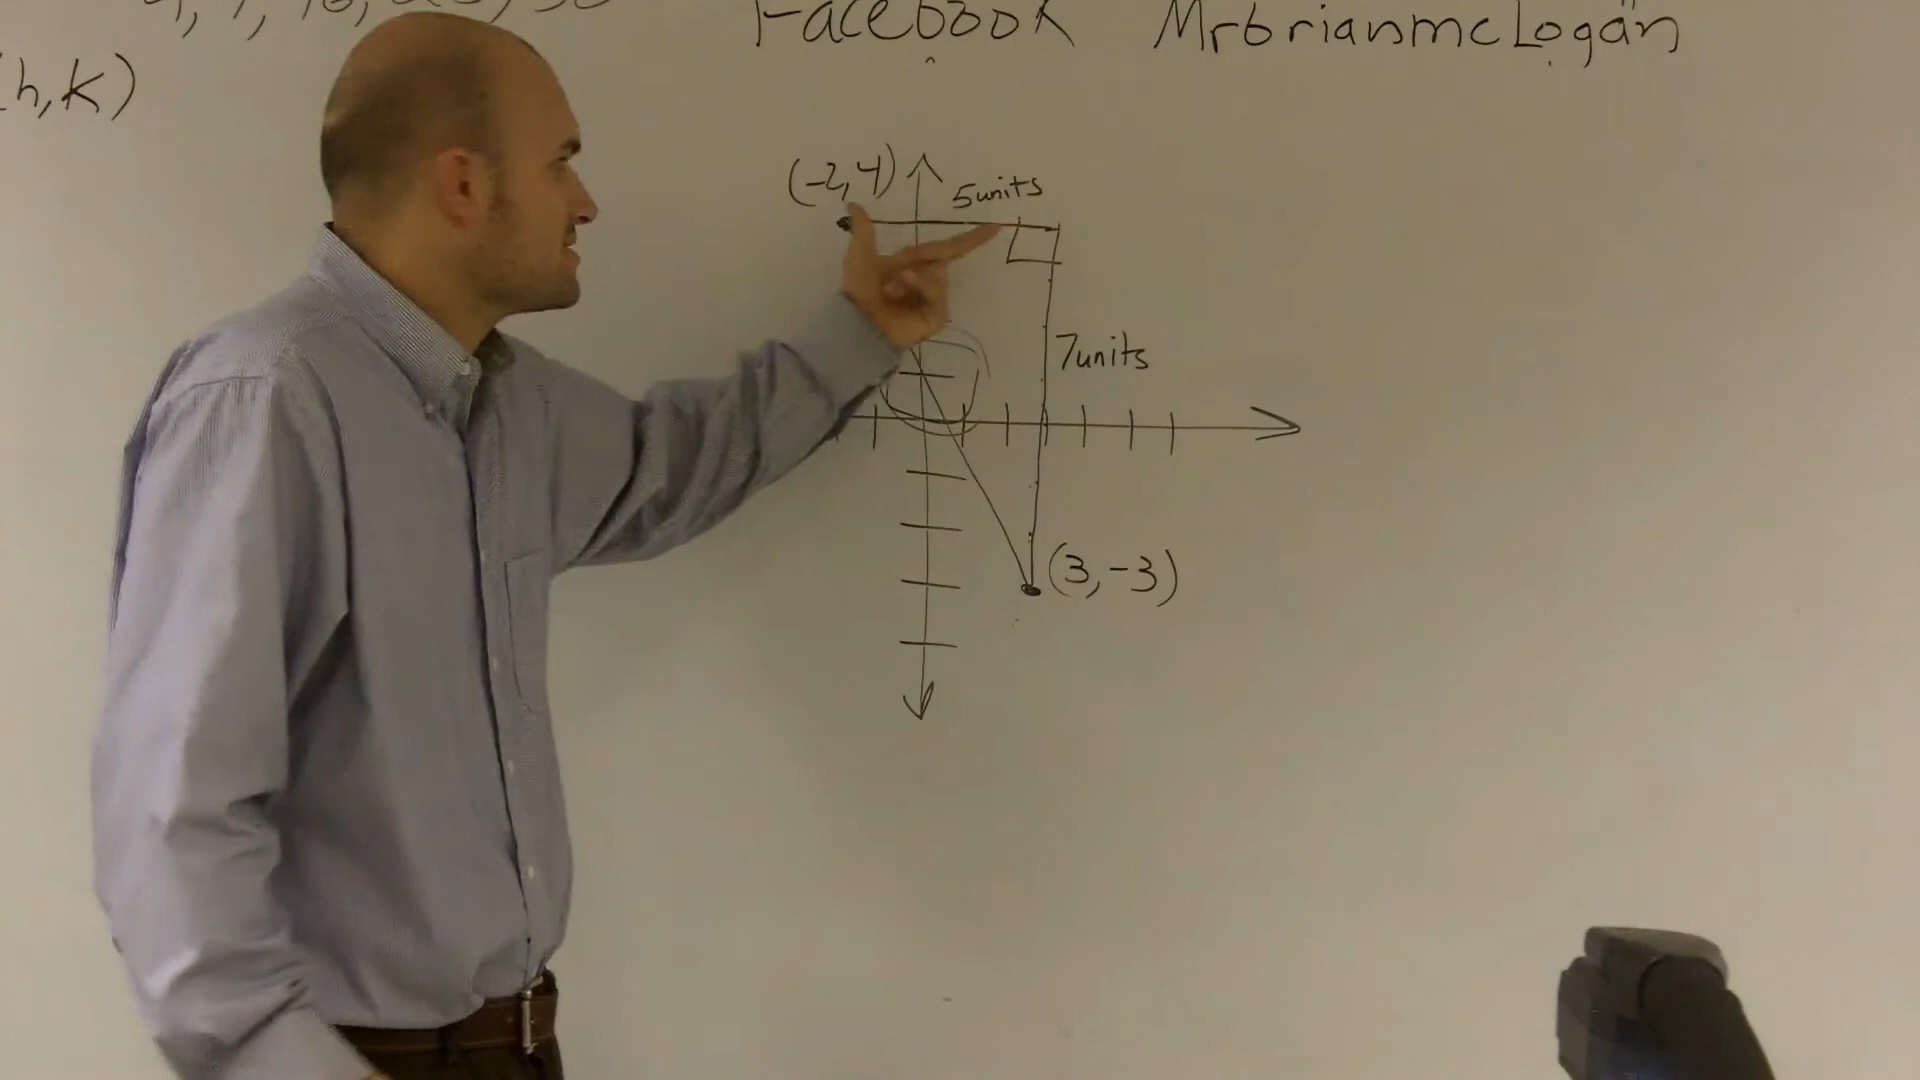 Facebook MrbrianmcLogan
h,k)
(-2,4)
5units
7units
(3,-3)